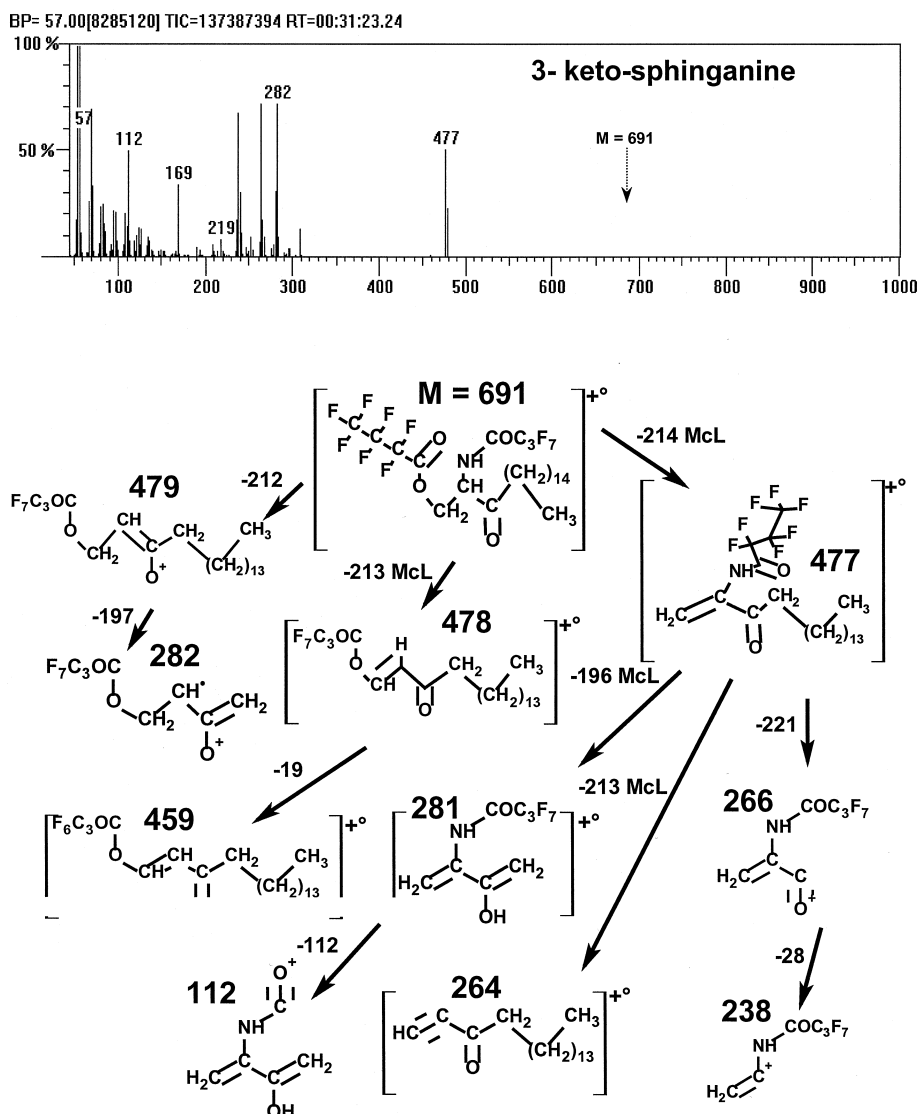 BP= 57.00[8285120] TIC=137387394 RT=00:31:23.24
100 %
3- keto-sphinganine
57
282
112
50 %
477
M = 691
169
219
100 200 300 400 500 600 700 800 900 1000
M = 691
+°
-214 McL
F F F F F F F
C C C C O
O
NH
COC3F7
CH
(CH2)14
CH2 C
CH3
O
-212
479
F7C3OC
O
CH
CH2
CH3
CH2
C
(CH2)13
O
+
-213 McL
+°
F F F F F F F
NH
O
477
H2C
C
C
CH2
CH3
O
(CH2)13
-197
282
F7C3OC
O
CH•
CH2
CH2
C
O
+
478
+°
F7C3OC
H
O
CH
CH2
CH3
(CH2)13
O
-196 McL
-221
-19
-213 McL
459
+°
F6C3OC
O
CH
CH
CH2
CH3
(CH2)13
281
+°
COC3F7
NH
H2C
C
C
CH2
OH
266
COC3F7
NH
C
H2C
C
O
+
-112
-28
112
O+
C
NH
H2C
C
C
CH2
OH
264
+°
HC
C
C
CH2
CH3
O
(CH2)13
238
COC3F7
NH
C
+
H2C